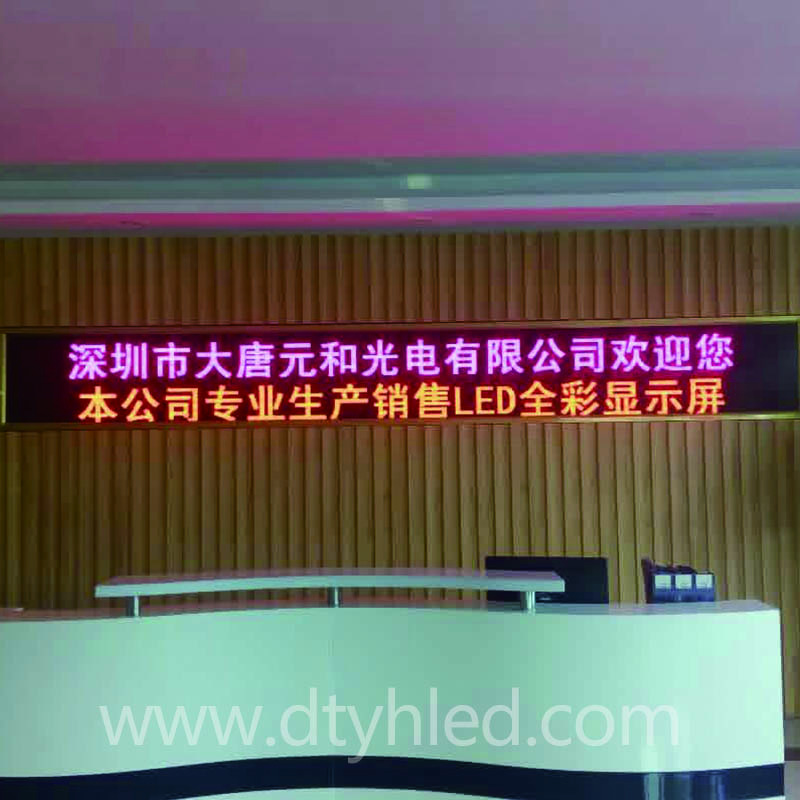 深圳市大唐元和光电有限公司欢迎您
本公司专业生产销售LED全彩显示屏
www.dtyhled.com